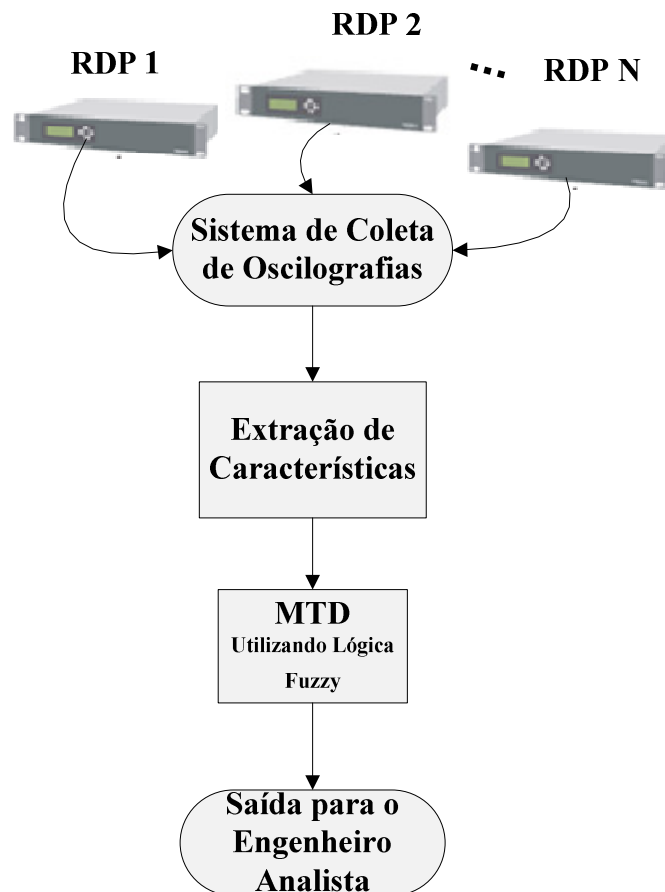 RDP 1
RDP 2
...
RDP N
Sistema de Coleta
de Oscilografias
Extração de
Característícas
MTD
Utilizando Lógica
Fuzzy
Saída para o
Engenheiro
Analista